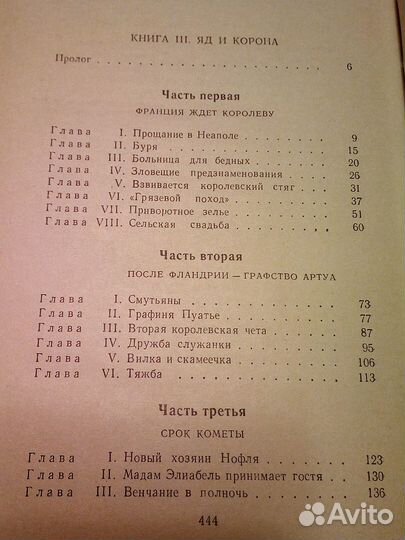 КНИГА III. ЯД И КОРОНА
Пролог . . . . . . . . . . . . . . . . . . . . 6
Часть первая
ФРАНЦИЯ ЖДЕТ КОРОЛЕВУ
Глава I. Прощание в Неаполе . . . . . . . . . 9
Глава II. Буря . . . . . . . . . . . . . . . 15
Глава III. Больница для бедных . . . . . . . . 20
Глава IV. Зловещие предзнаменования . . . . . 26
Глава V. Взвивается королевский стяг . . . . 31
Глава VI. «Грязевой поход» . . . . . . . . . 37
Глава VII. Приворотное зелье . . . . . . . . . 51
Глава VIII. Сельская свадьба . . . . . . . . . 60
Часть вторая
ПОСЛЕ ФЛАНДРИИ — ГРАФСТВО АРТУА
Глава I. Смутьяны . . . . . . . . . . . . . 73
Глава II. Графиня Пуатье . . . . . . . . . . 77
Глава III. Вторая королевская чета . . . . . . 87
Глава IV. Дружба служанки . . . . . . . . . . 95
Глава V. Вилка и скамеечка . . . . . . . . . 106
Глава VI. Тяжба . . . . . . . . . . . . . . 113
Часть третья
СРОК КОМЕТЫ
Глава I. Новый хозяин Нофля . . . . . . . . 123
Глава II. Мадам Элиабель принимает гостя . . 130
Глава III. Венчание в полночь . . . . . . . . 136
444
Avito